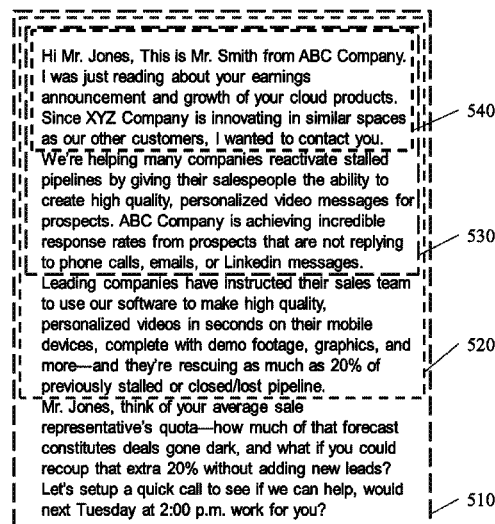 Hi Mr. Jones, This is Mr. Smith from ABC Company.
I was just reading about your earnings
announcement and growth of your cloud products.
Since XYZ Company is innovating in similar spaces
as our other customers, I wanted to contact you.
540
We're helping many companies reactivate stalled
pipelines by giving their salespeople the ability to
create high quality, personalized video messages for
prospects. ABC Company is achieving incredible
response rates from prospects that are not replying
to phone calls, emails, or Linkedin messages.
530
Leading companies have instructed their sales team
to use our software to make high quality,
personalized videos in seconds on their mobile
devices, complete with demo footage, graphics, and
more—and they're rescuing as much as 20% of
previously stalled or closed/lost pipeline.
520
Mr. Jones, think of your average sale
representative's quota—how much of that forecast
constitutes deals gone dark, and what if you could
recoup that extra 20% without adding new leads?
Let's setup a quick call to see if we can help, would
next Tuesday at 2:00 p.m. work for you?
510